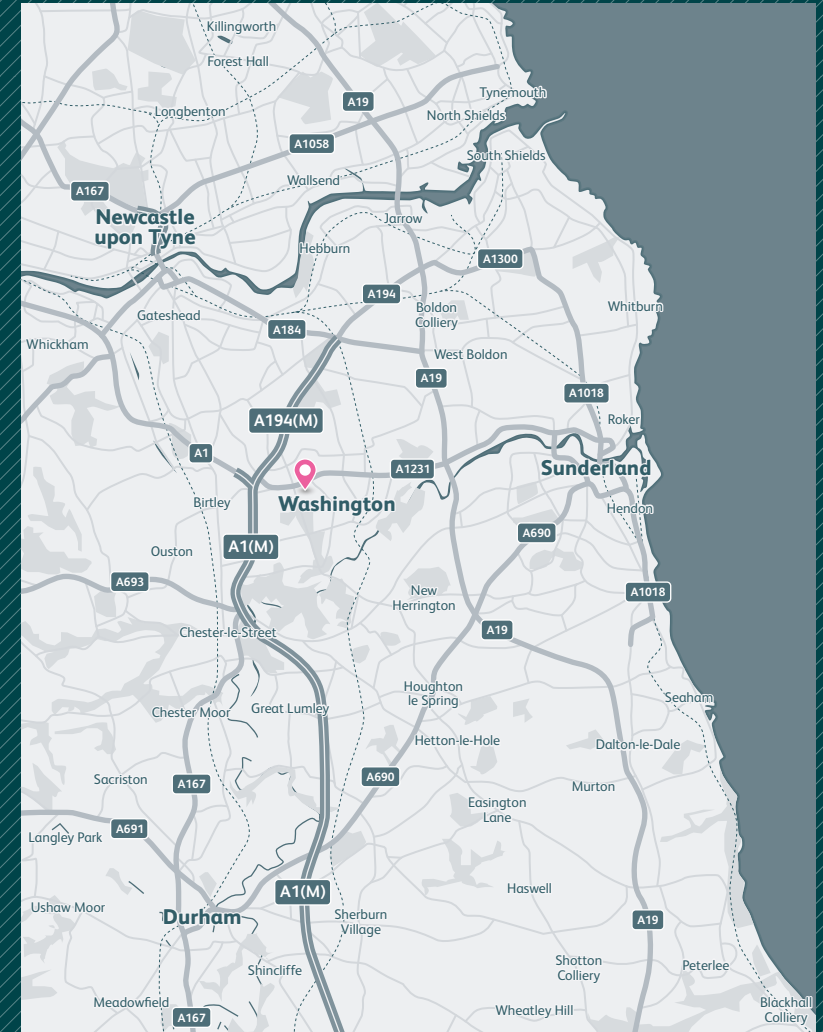 Killingworth
Forest Hall
Tynemouth
A19
Longbenton
North Shields
A1058
South Shields
Wallsend
A167
Newcastle
upon Tyne
Jarrow
Hebburn
A1300
A194
Whitburn
Boldon
Colliery
Gateshead
A184
Whickham
West Boldon
A19
A1018
A194(M)
Roker
A1
A1231
Sunderland
Birtley
Washington
Hendon
A690
A1(M)
Ouston
A693
A1018
New
Herrington
A19
Chester-le-Street
Houghton
le Spring
Seaham
Chester Moor
Great Lumley
Hetton-le-Hole
Dalton-le-Dale
Sacriston
A167
A690
Murton
Easington
Lane
A691
Langley Park
A1(M)
Haswell
Ushaw Moor
Durham
Sherburn
Village
A19
Shincliffe
Shotton
Colliery
Peterlee
Meadowfield
A167
Wheatley Hill
Blackhall
Colliery